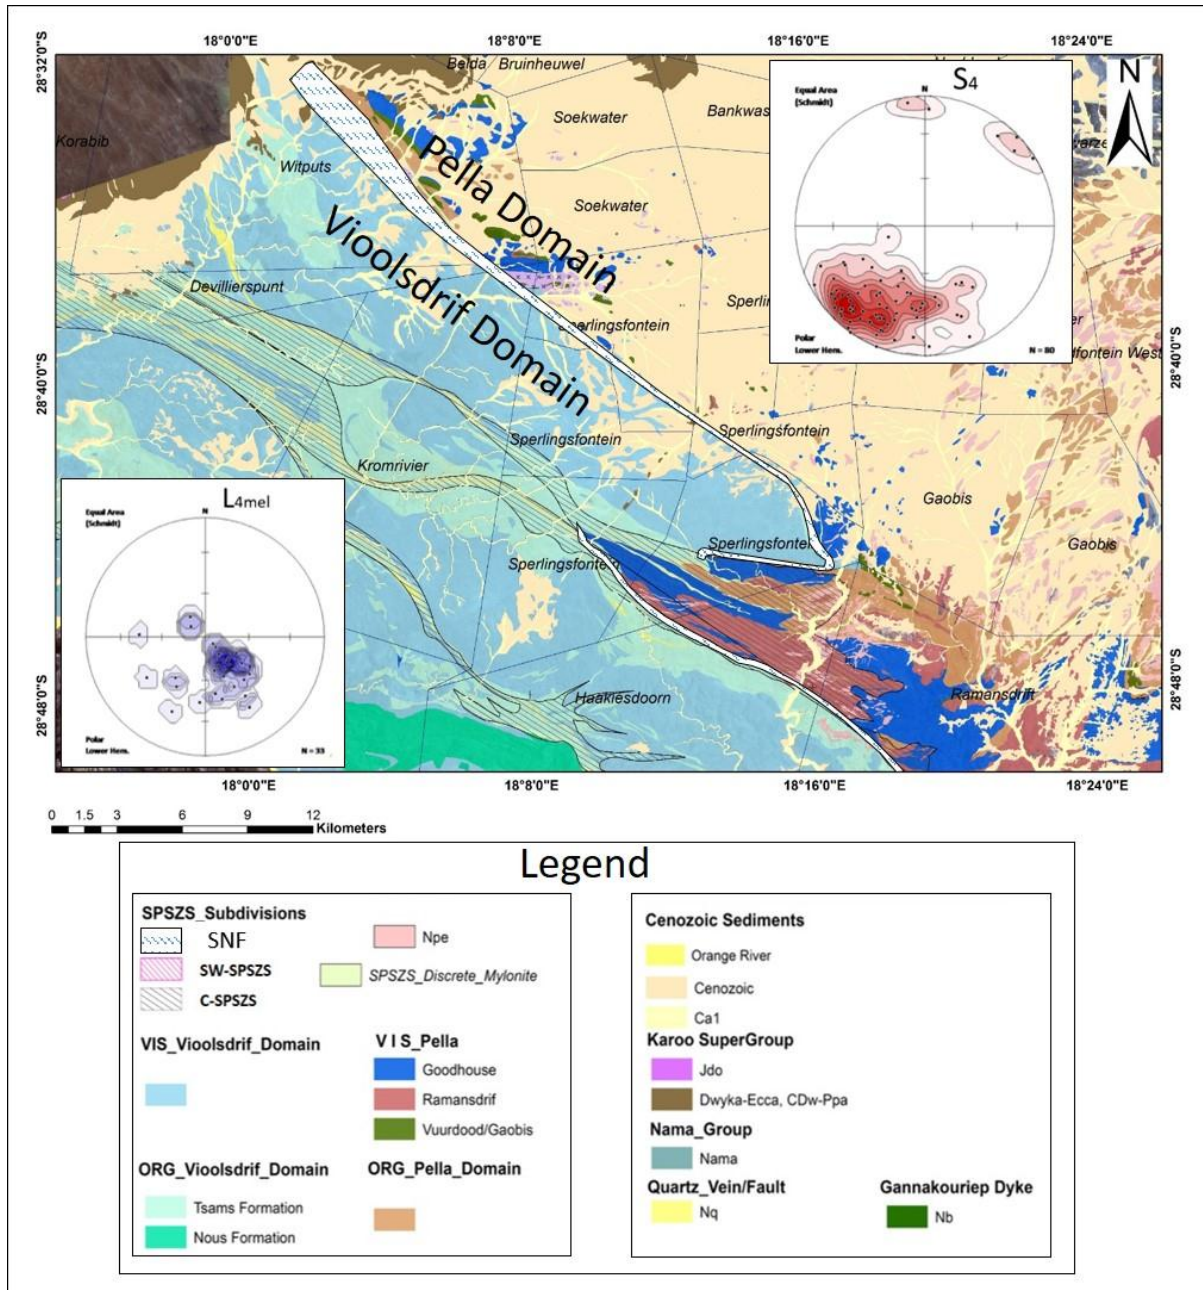 18°0'0"E
18°8'0"E
18°16'0"E
18°24'0"E
28°32'0"S
28°40'0"S
28°48'0"S
28°40'0"S
28°48'0"S
Belda
Bruinheuwel
Korabib
Witputs
Soekwater
Bankwas
Soekwater
Pella Domain
Vioolsdrif Domain
Devillierspunt
Sperlin
Sperlingsfontein
Sperlingsfontein
Sperlingsfontein
Kromrivier
Gaobis
Gaobis
Sperlingsfontei
Sperlingsfontein
Haakiesdoorn
Ramansdrift
dfontein West
N
S4
Equal Area
(Schmidt)
N
Polar
Lower Hem.
N = 80
L4mel
Equal Area
(Schmidt)
N
Polar
Lower Hem.
N = 33
18°0'0"E
18°8'0"E
18°16'0"E
18°24'0"E
0 1.5 3 6 9 12
Kilometers
Legend
SPSZS_Subdivisions
SNF
SW-SPSZS
C-SPSZS
Npe
SPSZS_Discrete_Mylonite
VIS_Vioolsdrif_Domain
V I S_Pella
Goodhouse
Ramansdrif
Vuurdood/Gaobis
ORG_Vioolsdrif_Domain
Tsams Formation
Nous Formation
ORG_Pella_Domain
Cenozoic Sediments
Orange River
Cenozoic
Ca1
Karoo SuperGroup
Jdo
Dwyka-Ecca, CDw-Ppa
Nama_Group
Nama
Quartz_Vein/Fault
Nq
Gannakouriep Dyke
Nb